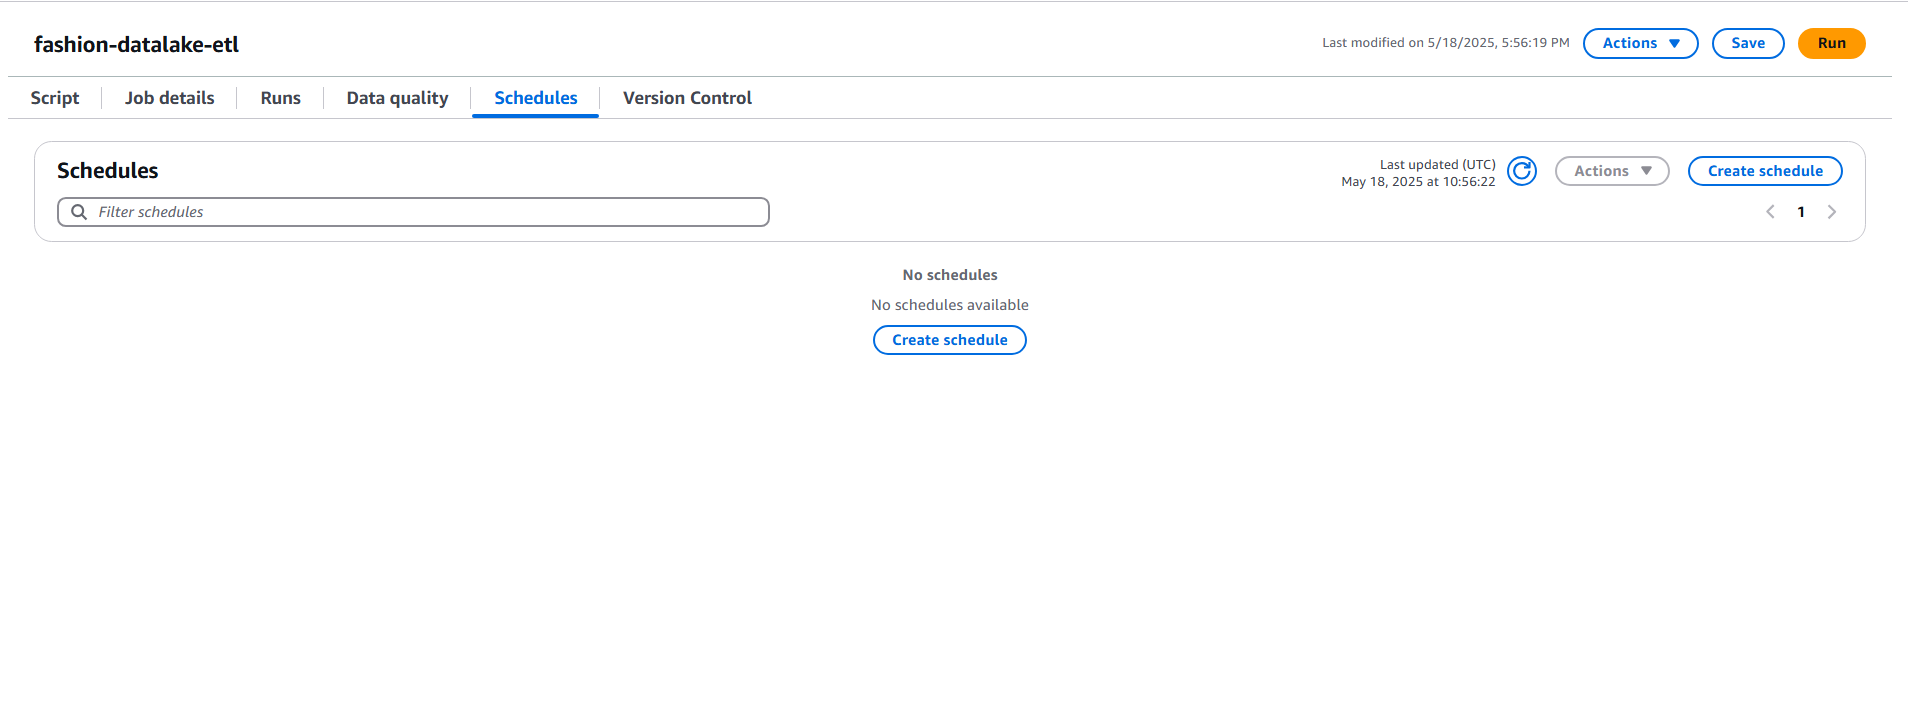 fashion-datalake-etl
Last modified on 5/18/2025, 5:56:19 PM
Actions
Save
Run
Script
Job details
Runs
Data quality
Schedules
Version Control
Schedules
Last updated (UTC)
May 18, 2025 at 10:56:22
Actions
Create schedule
Filter schedules
1
No schedules
No schedules available
Create schedule